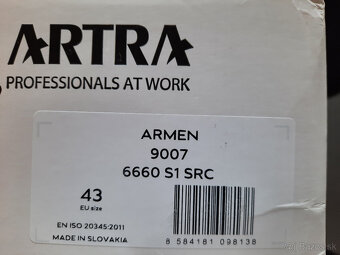 ARTRA
PROFESSIONALS AT WORK
ARMEN
9007
6660 S1 SRC
43
EU size
EN ISO 20345:2011
MADE IN SLOVAKIA
8 584181 098138